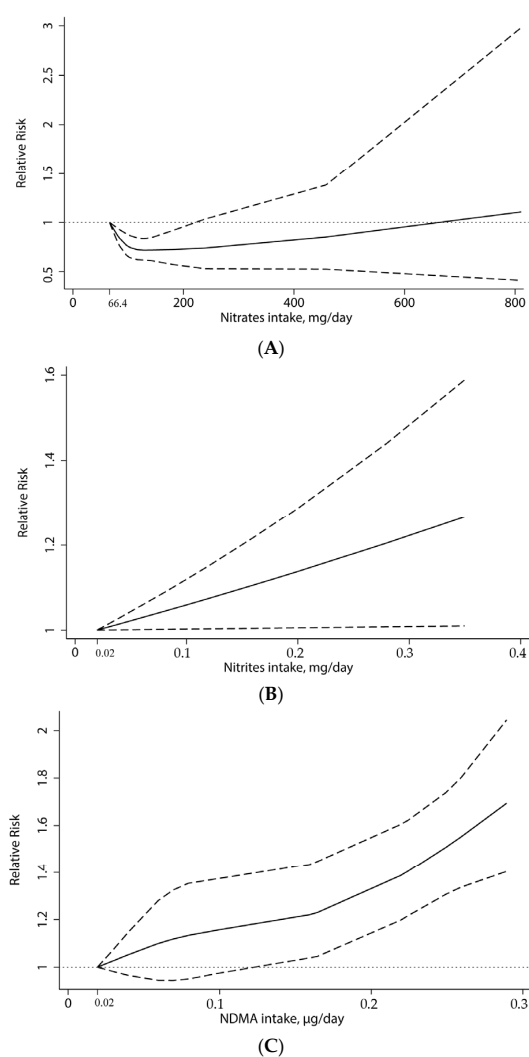 3
2.5
2
1.5
1
0.5
Relative Risk
0 66.4 200 400 600 800
Nitrates intake, mg/day
(A)
1.6
1.4
1.2
1
Relative Risk
0 0.02 0.1 0.2 0.3 0.4
Nitrites intake, mg/day
(B)
2
1.8
1.6
1.4
1.2
1
Relative Risk
0 0.02 0.1 0.2 0.3
NDMA intake, µg/day
(C)